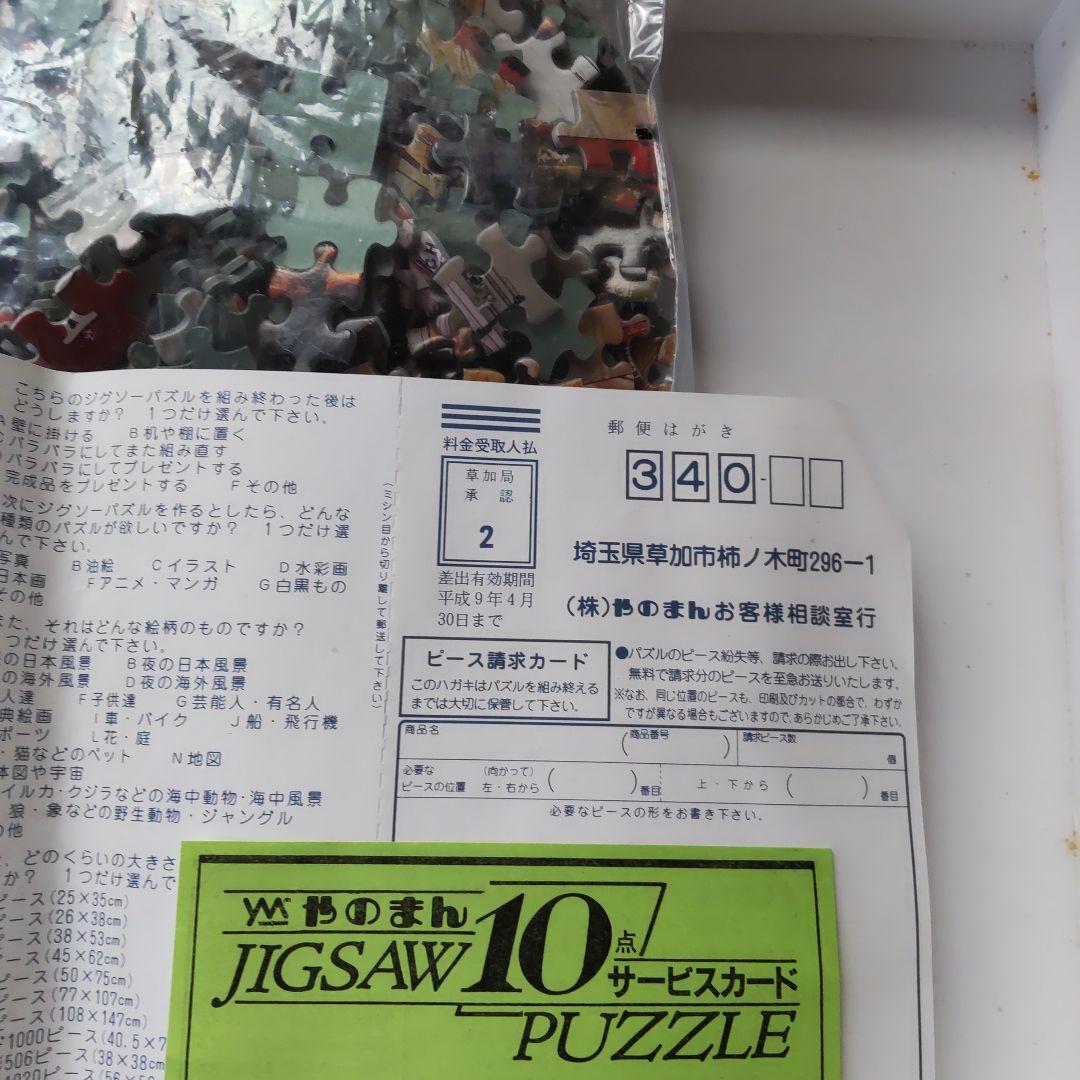 こちらのジグソーパズルを組み終わった後は
どうしますか? 1つだけ選んで下さい。
A 壁に掛ける B机や棚に置く
Cバラバラにしてまた組み直す
バラバラにしてプレゼントする
完成品をプレゼントする Fその他
次にジグソーパズルを作るとしたら、どんな
種類のパズルが欲しいですか? 1つだけ選
んで下さい。
写真 B油絵 Cイラスト D水彩画
日本画 Fアニメ・マンガ G白黒もの
その他
また、それはどんな絵柄のものですか?
つだけ選んで下さい。
の日本風景 B夜の日本風景
の海外風景 D夜の海外風景
人達 F子供達 G芸能人・有名人
典絵画 I車・バイク J船・飛行機
ポーツ L花・庭
・猫などのペット N地図
体図や宇宙
イルカ・クジラなどの海中動物・海中風景
狼・象などの野生動物・ジャングル
の他
、どのくらいの大きさ
か? 1つだけ選んで
ピース(25×35cm)
ース(26×38cm)
ース(38×53cm)
ース(45×62cm)
ース(50×75cm)
ース(77×107cm)
ース(108×147cm)
1000ピース(40.5×7
506ピース(38×38cm
(ミシン目から切り離して郵送して下さい)
料金受取人払
草加局
承認
2
差出有効期間
平成9年4月
30日まで
郵便はがき
340-
埼玉県草加市柿ノ木町296−1
(株)やのまんお客様相談室行
ピース請求カード
このハガキはパズルを組み終える
までは大切に保管して下さい。
●パズルのピース紛失等、請求の際お出し下さい。
無料で請求分のピースを至急お送りいたします。
※なお、同じ位置のピースも、印刷及びカットの都合で、わずか
ですが異なる場合もございますので、あらかじめご了承下さい。
商品名 (商品番号 ) 請求ピース数 個
必要な (向かって)
ピースの位置 左・右から( )番目 上・下から( )番目
必要なピースの形をお書き下さい。
やのまん
JIGSAW 10点 サービスカード
PUZZLE